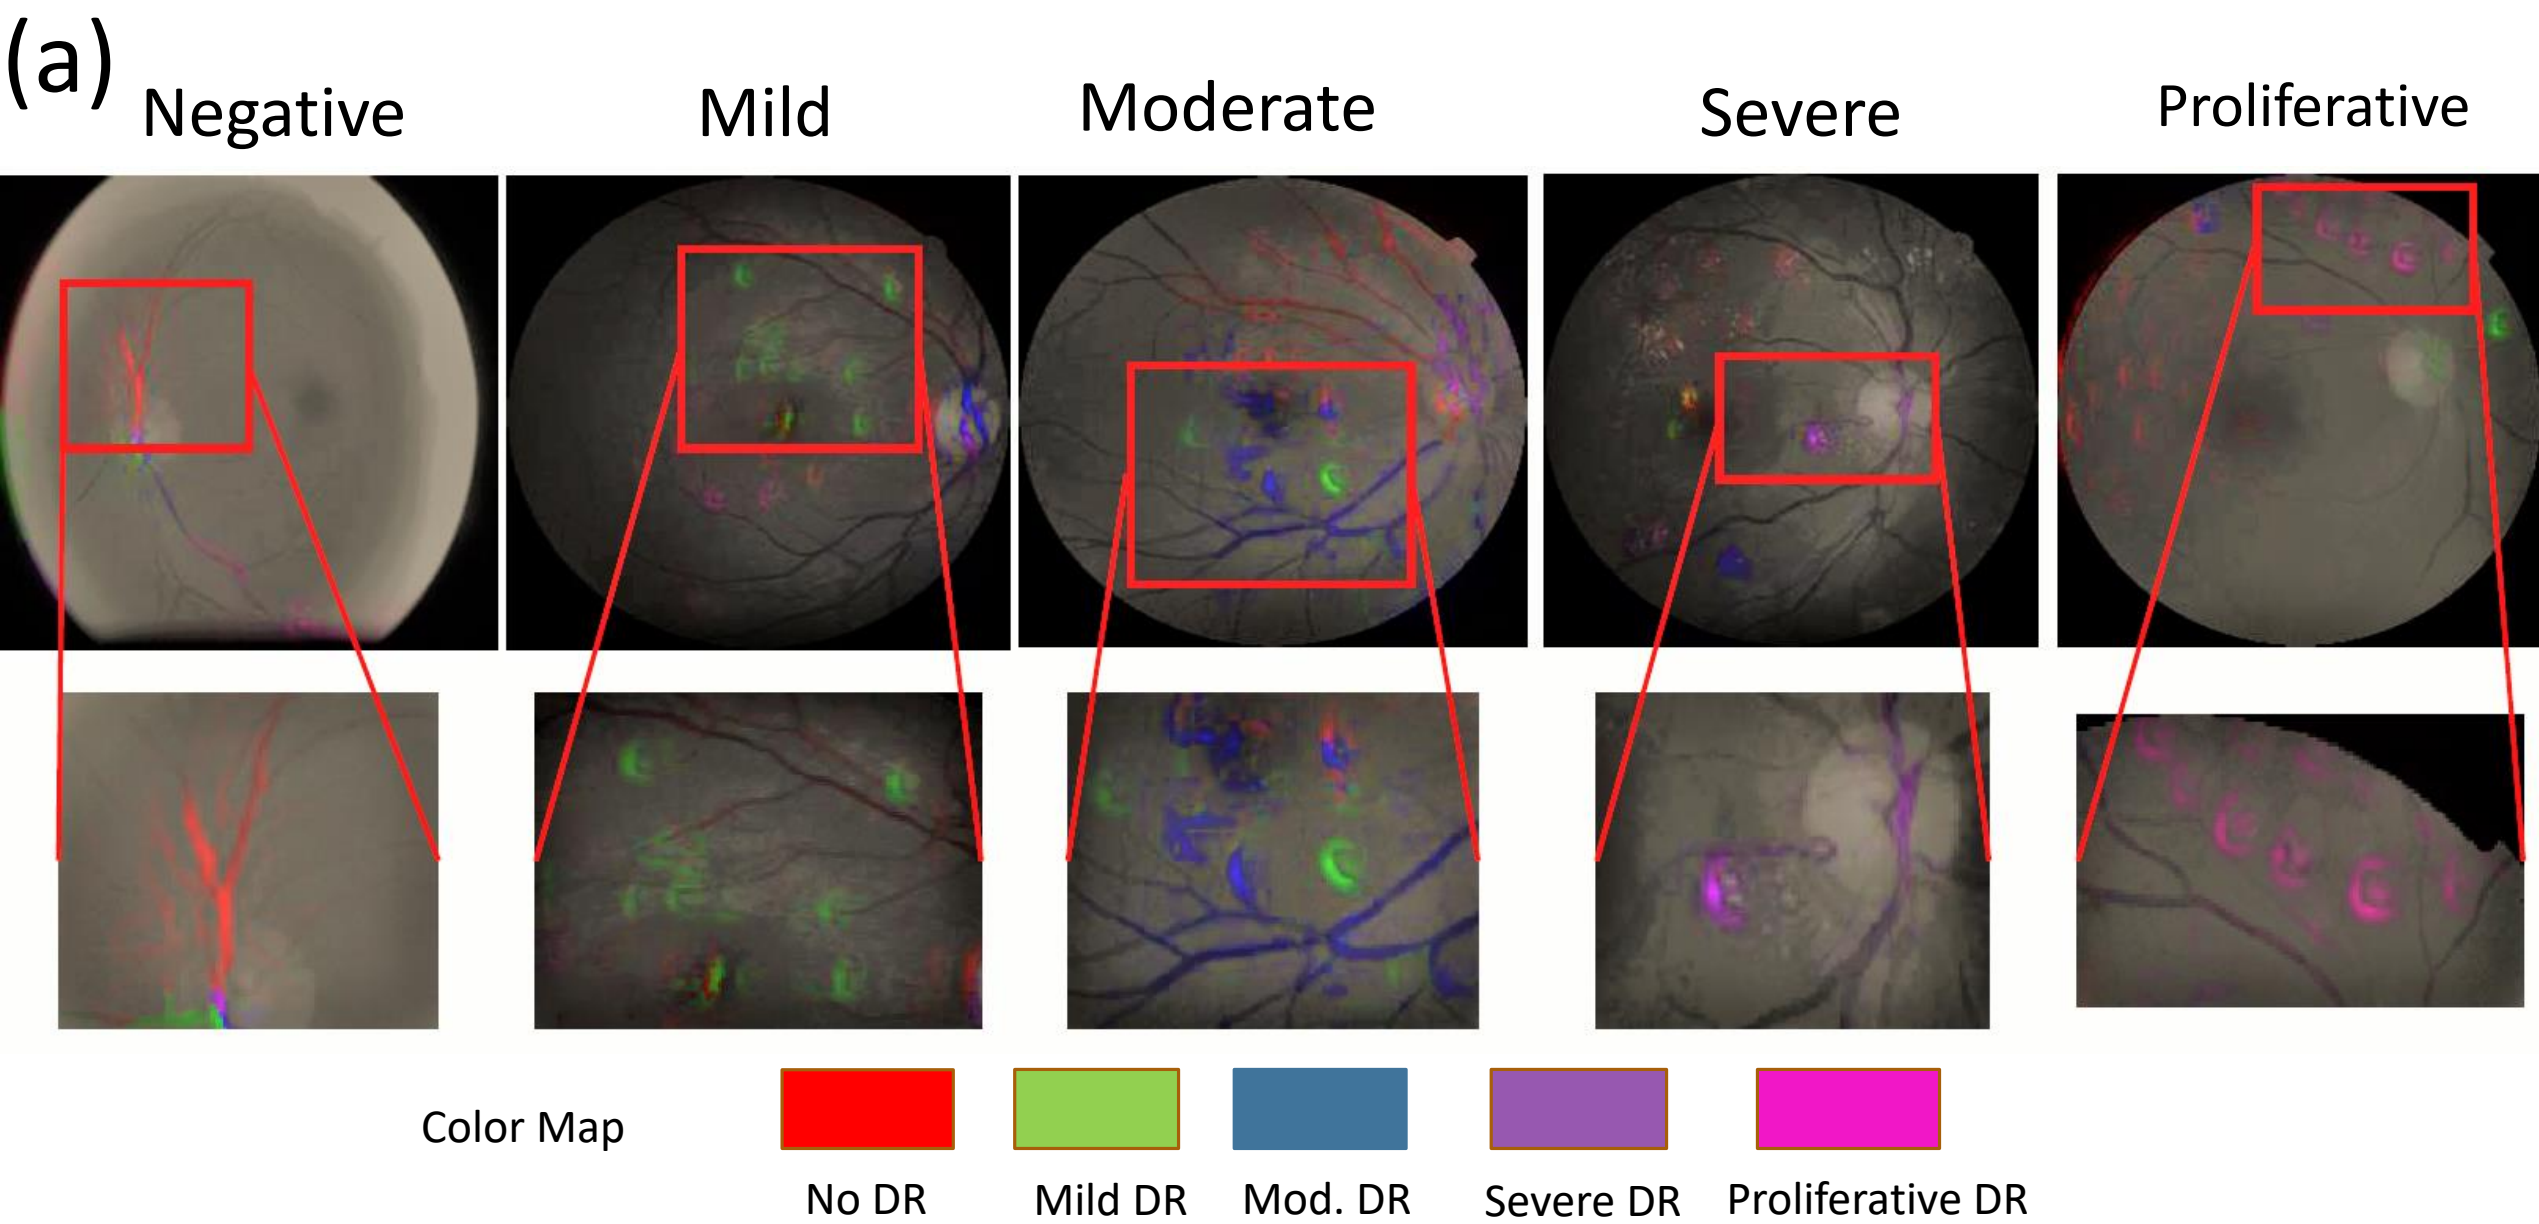 (a)
Negative
Mild
Moderate
Severe
Proliferative
Color Map
No DR
Mild DR
Mod. DR
Severe DR
Proliferative DR